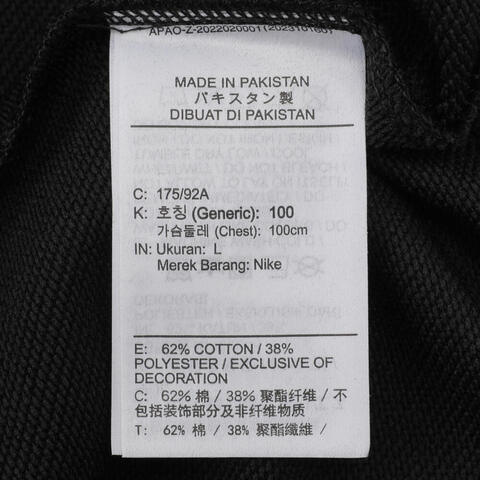 APAO-Z-2022020001 (202310160)
MADE IN PAKISTAN
パキスタン製
DIBUAT DI PAKISTAN
C: 175/92A
K: 호칭 (Generic): 100
가슴둘레 (Chest): 100cm
IN: Ukuran: L
Merek Barang: Nike
E: 62% COTTON / 38%
POLYESTER / EXCLUSIVE OF
DECORATION
C: 62% 棉 / 38% 聚酯纤维 / 不
包括装饰部分及非纤维物质
T: 62% 棉 / 38% 聚酯纖維 /